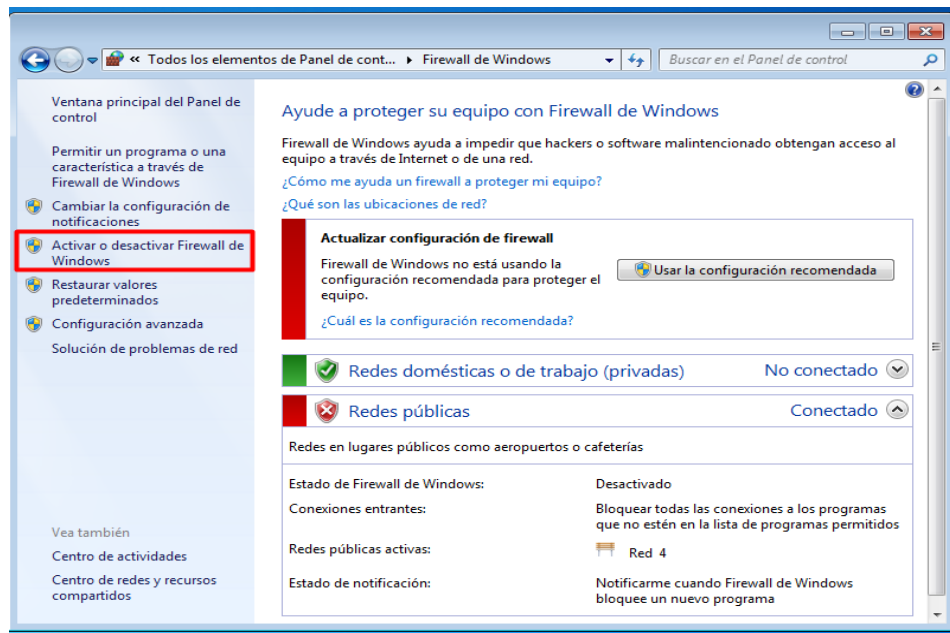 « Todos los elementos de Panel de cont... ▸ Firewall de Windows
Buscar en el Panel de control
Ventana principal del Panel de
control
Permitir un programa o una
característica a través de
Firewall de Windows
Cambiar la configuración de
notificaciones
Activar o desactivar Firewall de
Windows
Restaurar valores
predeterminados
Configuración avanzada
Solución de problemas de red
Vea también
Centro de actividades
Centro de redes y recursos
compartidos
Ayude a proteger su equipo con Firewall de Windows
Firewall de Windows ayuda a impedir que hackers o software malintencionado obtengan acceso al
equipo a través de Internet o de una red.
¿Cómo me ayuda un firewall a proteger mi equipo?
¿Qué son las ubicaciones de red?
Actualizar configuración de firewall
Firewall de Windows no está usando la
configuración recomendada para proteger el
equipo.
Usar la configuración recomendada
¿Cuál es la configuración recomendada?
Redes domésticas o de trabajo (privadas) No conectado
Redes públicas Conectado
Redes en lugares públicos como aeropuertos o cafeterías
Estado de Firewall de Windows: Desactivado
Conexiones entrantes: Bloquear todas las conexiones a los programas
que no estén en la lista de programas permitidos
Redes públicas activas: Red 4
Estado de notificación: Notificarme cuando Firewall de Windows
bloquee un nuevo programa